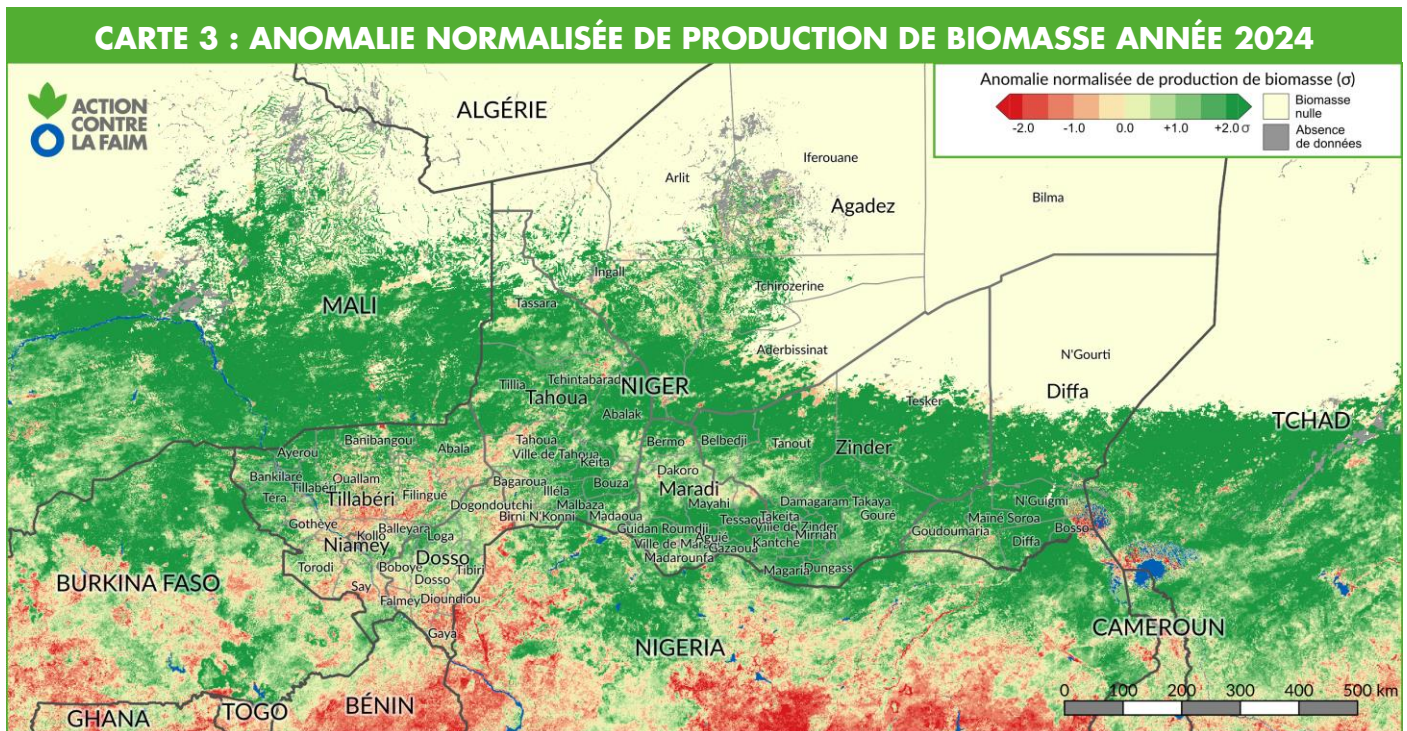 CARTE 3 : ANOMALIE NORMALISÉE DE PRODUCTION DE BIOMASSE ANNÉE 2024
ACTION
CONTRE
LA FAIM
Anomalie normalisée de production de biomasse (σ)
-2.0 -1.0 0.0 +1.0 +2.0 σ
Biomasse
nulle
Absence
de données
ALGÉRIE
Iferouane
Arlit
Agadez
Bilma
Ingall
Tchirozerine
MALI
Tassara
Aderbissinat
N'Gourti
Tillia
Tchintabarad
NIGER
Diffa
Tahoua
Tesker
Abalak
TCHAD
Banibangou
Tahoua
Bermo
Belbedji
Tanout
Zinder
Ayerou
Abala
Ville de Tahoua
Keita
Dakoro
Bankilaré
Ouallam
Bagaroua
Bouza
Maradi
Tillabéri
Tillabéri
Filingué
Illéla
Tera
Dogondoutchi
Malbaza
Mayahi
Damagaram Takaya
N'Guigmi
Gothèye
Balleyara
Birni N'Konni
Madaoua
Tessaoua
Takeita
Gouré
Mainé Soroa
Kollo
Loga
Guidan Roumdji
Ville de Zinder
Goudoumaria
Bosso
Niamey
Aguié
Mirriah
Diffa
Ville de Mara
Gazaoua
Kantche
Dosso
Madarounfa
Torodi
Boboye
Tibiri
Magaria
Dungass
BURKINA FASO
Say
Dosso
Falmey
Dioundiou
Gaya
NIGERIA
CAMEROUN
GHANA
TOGO
BÉNIN
0 100 200 300 400 500 km